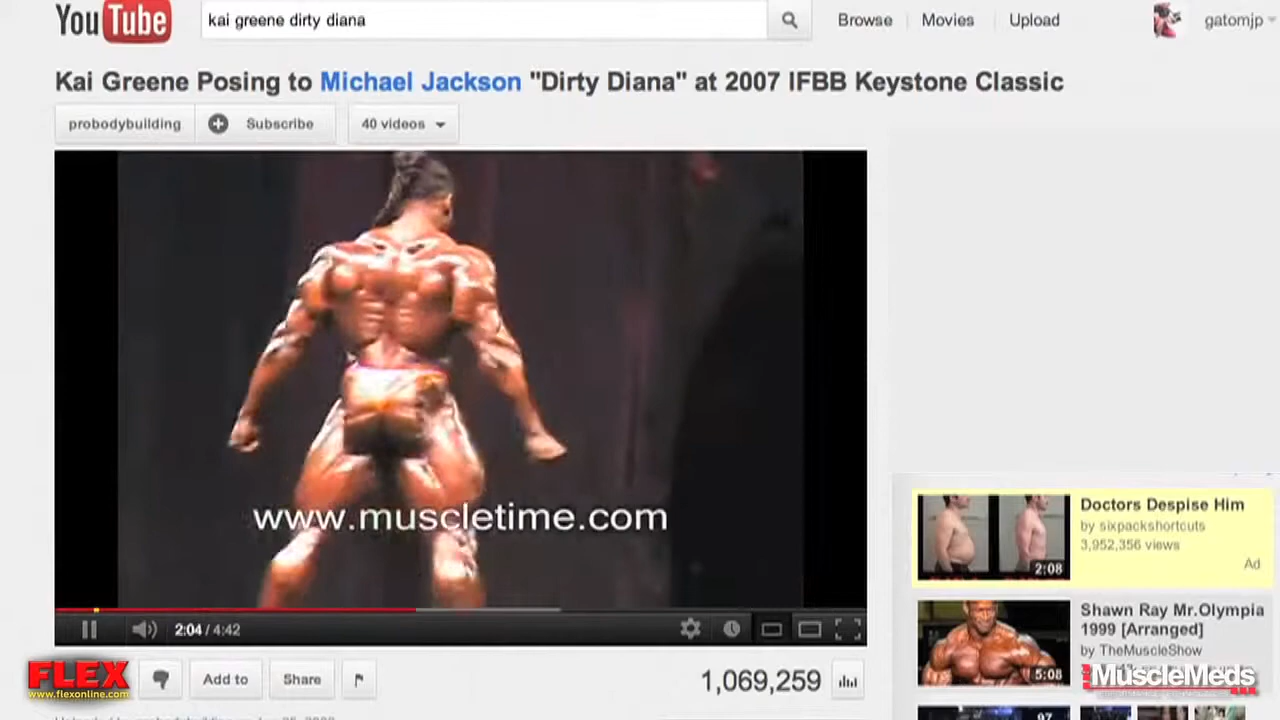 YouTube
kai greene dirty diana
Browse
Movies
Upload
gatomjp
Kai Greene Posing to Michael Jackson "Dirty Diana" at 2007 IFBB Keystone Classic
probodybuilding
Subscribe
40 videos
www.muscletime.com
2:04 / 4:42
Doctors Despise Him
by sixpackshortcuts
3,952,356 views
Ad
2:08
Shawn Ray Mr.Olympia
1999 [Arranged]
by TheMuscleShow
5:08
FLEX
www.flexonline.com
Add to
Share
1,069,259
MuscleMeds
97